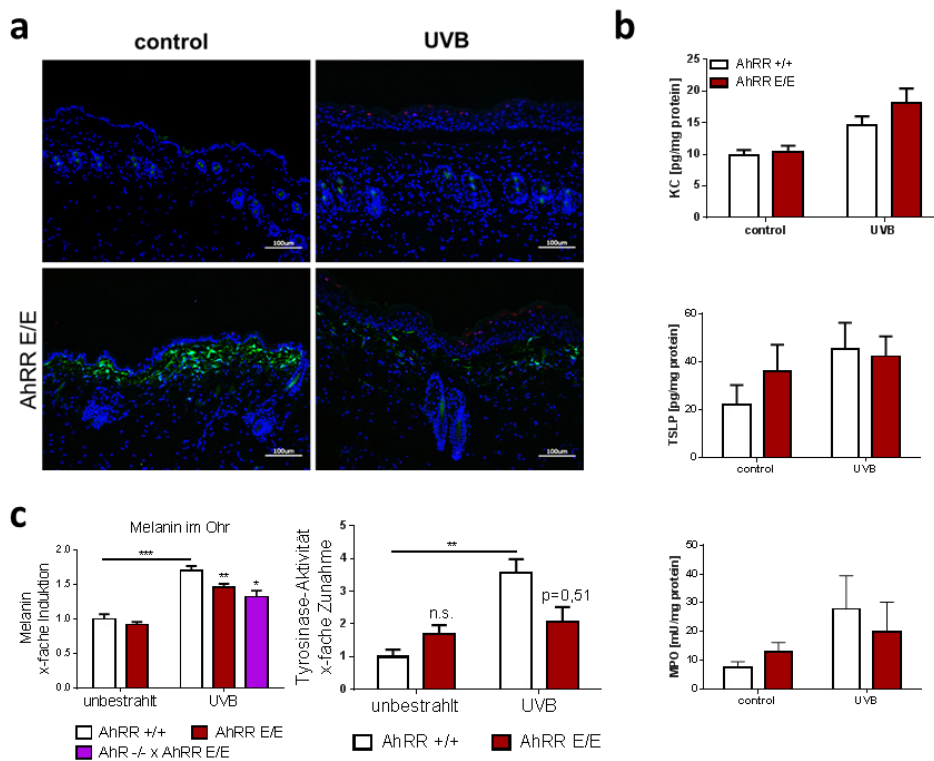 a
control
UVB
100um
100um
AhRR E/E
100um
100um
b
AhRR +/+
AhRR E/E
KC [pg/mg protein]
25
20
15
10
5
0
control
UVB
TSLP [pg/mg protein]
60
40
20
0
control
UVB
MPO [mU/mg protein]
50
40
30
20
10
0
control
UVB
c
Melanin im Ohr
Melanin
x-fache Induktion
2.0
1.5
1.0
0.5
0.0
***
**
*
unbestrahlt
UVB
AhRR +/+
AhRR E/E
AhR -/- x AhRR E/E
Tyrosinase-Aktivität
x-fache Zunahme
5
4
3
2
1
0
**
n.s.
p=0,51
unbestrahlt
UVB
AhRR +/+
AhRR E/E